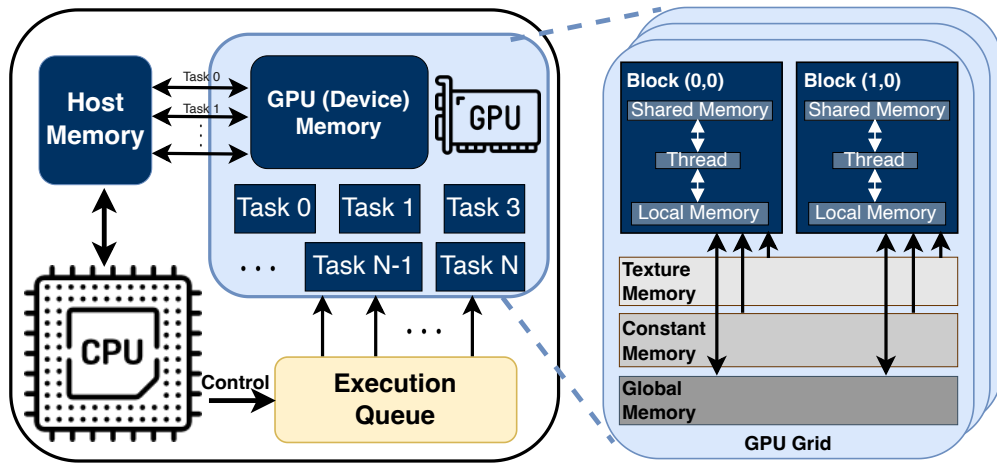 Host
Memory
Task 0
Task 1
GPU (Device)
Memory
GPU
Task 0
Task 1
Task 3
...
Task N-1
Task N
CPU
Control
...
Execution
Queue
Block (0,0)
Shared Memory
Thread
Local Memory
Block (1,0)
Shared Memory
Thread
Local Memory
Texture
Memory
Constant
Memory
Global
Memory
GPU Grid